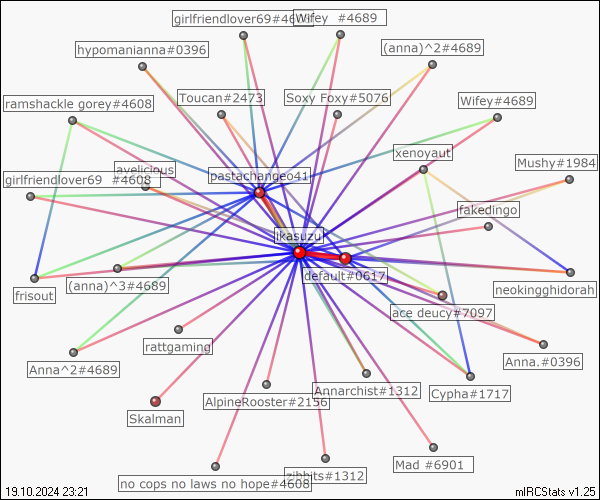 girlfriendlover69#4689
Wifey #4689
hypomanianna#0396
(anna)^2#4689
ramshackle gorey#4608
Toucan#2473
Soxy Foxy#5076
Wifey#4689
xenoyaut
Mushy#1984
avelicious
pastachangeo41
girlfriendlover69 #4608
fakedingo
ikasuzu
default#0617
(anna)^3#4689
frisout
neokingghidorah
ace deucy#7097
rattgaming
Anna^2#4689
Anna.#0396
Annarchist#1312
Cypha#1717
AlpineRooster#2156
Skalman
Mad #6901
zibbits#1312
no cops no laws no hope#4608
19.10.2024 23:21
mIRCStats v1.25